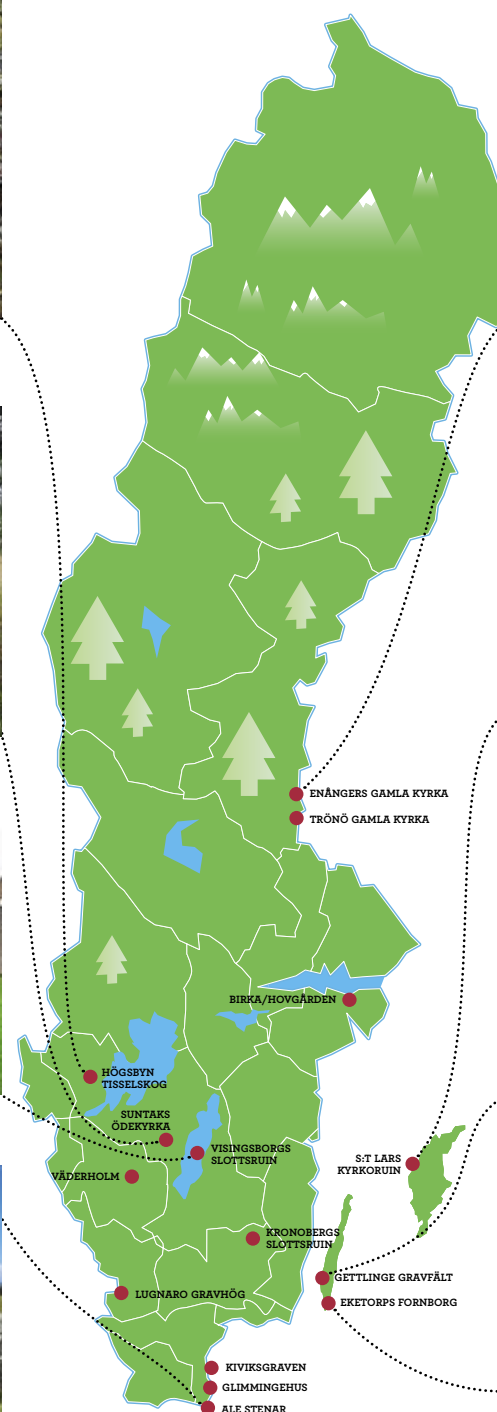 ENÅNGERS GAMLA KYRKA
TRÖNÖ GAMLA KYRKA
BIRKA/HOVGÅRDEN
HÖGSBYN
TISSELSKOG
SUNTAKS
ÖDEKYRKA
VISINGSBORGS
SLOTTSRUIN
S:T LARS
KYRKORUIN
VÄDERHOLM
KRONOBERGS
SLOTTSRUIN
GETTLINGE GRAVFÄLT
LUGNARO GRAVHÖG
EKETORPS FORNBORG
KIVIKSGRAVEN
GLIMMINGEHUS
ALE STENAR